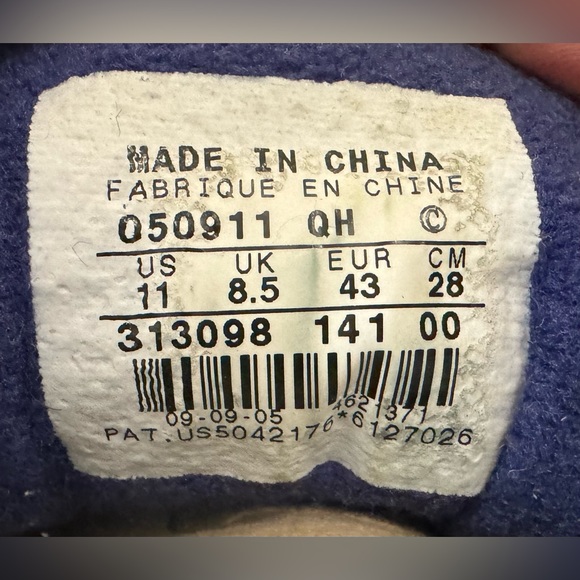 MADE IN CHINA
FABRIQUE EN CHINE
050911 QH ©
US UK EUR CM
11 8.5 43 28
313098 141 00
09-09-05 4621371
PAT.US5042176*6127026